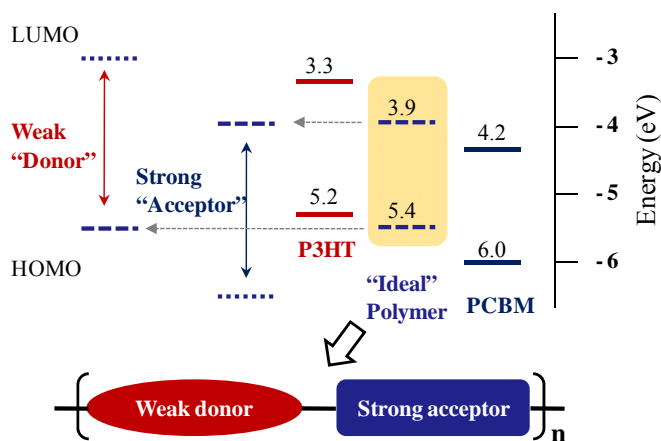 LUMO
Weak
“Donor”
HOMO
Strong
“Acceptor”
3.3
5.2
P3HT
3.9
5.4
“Ideal”
Polymer
4.2
6.0
PCBM
-3
-4
-5
-6
Energy (eV)
Weak donor
Strong acceptor
n